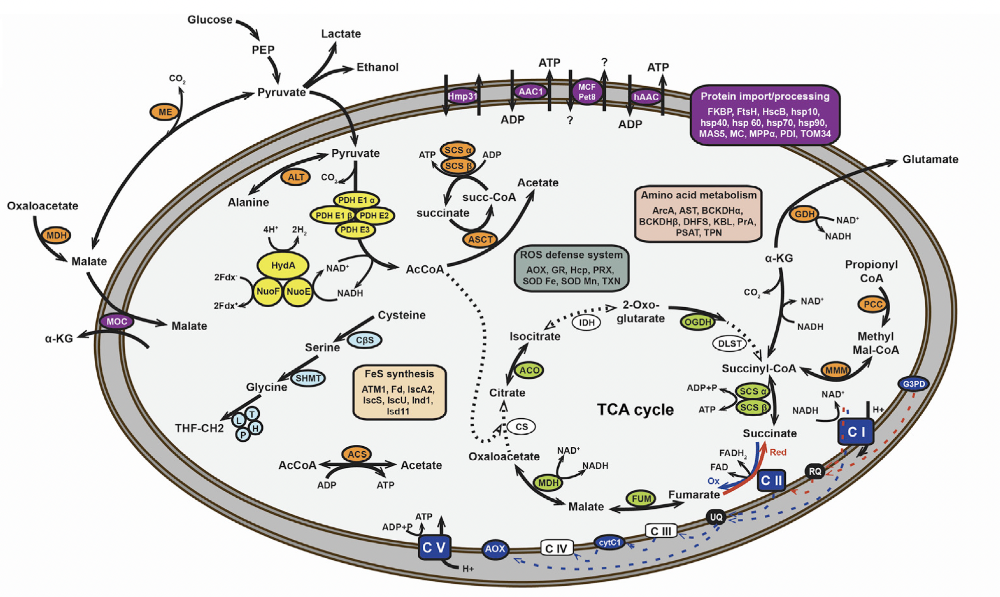 Glucose
PEP
Lactate
Ethanol
Pyruvate
CO2
ME
Oxaloacetate
MDH
Malate
MOC
Malate
α-KG
Hmp31
AAC1
ATP
ADP
MCF
Pet8
?
?
hAAC
ATP
ADP
Protein import/processing
FKBP, FtsH, HscB, hsp10,
hsp40, hsp 60, hsp70, hsp90,
MAS5, MC, MPPα, PDI, TOM34
Pyruvate
ALT
Alanine
CO2
PDH E1 α
PDH E1 β
PDH E2
PDH E3
4H+
2H2
HydA
NuoF
NuoE
2Fdx-
2Fdx+
NAD+
NADH
AcCoA
ATP
SCS α
SCS β
ADP
succ-CoA
succinate
ASCT
Acetate
Amino acid metabolism
ArcA, AST, BCKDHα,
BCKDHβ, DHFS, KBL, PrA,
PSAT, TPN
ROS defense system
AOX, GR, Hcp, PRX,
SOD Fe, SOD Mn, TXN
Glutamate
GDH
NAD+
NADH
α-KG
CO2
NAD+
NADH
Propionyl
CoA
PCC
Methyl
Mal-CoA
MMM
Cysteine
CβS
Serine
SHMT
Glycine
THF-CH2
T
L
H
P
FeS synthesis
ATM1, Fd, IscA2,
IscS, IscU, Ind1,
Isd11
AcCoA
ACS
Acetate
ADP
ATP
TCA cycle
2-Oxo-
glutarate
IDH
Isocitrate
ACO
Citrate
CS
Oxaloacetate
MDH
NAD+
NADH
Malate
FUM
Fumarate
OGDH
DLST
Succinyl-CoA
ADP+P
ATP
SCS α
SCS β
Succinate
FADH2
FAD
Red
Ox
C II
NAD+
NADH
H+
C I
G3PD
RQ
UQ
C III
cytC1
C IV
AOX
C V
ADP+P
ATP
H+